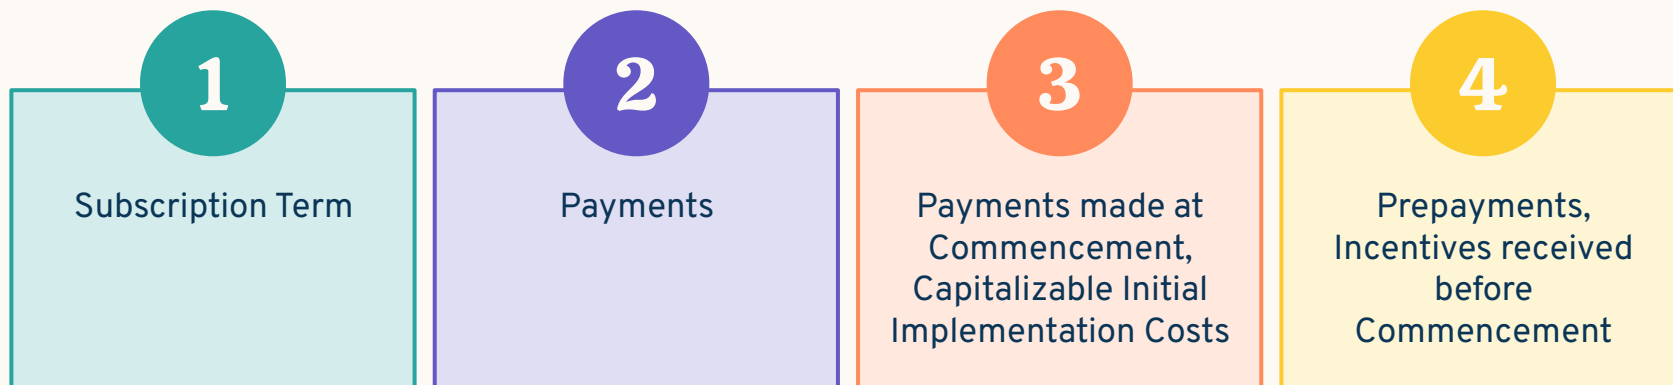 1
Subscription Term
2
Payments
3
Payments made at
Commencement,
Capitalizable Initial
Implementation Costs
4
Prepayments,
Incentives received
before
Commencement